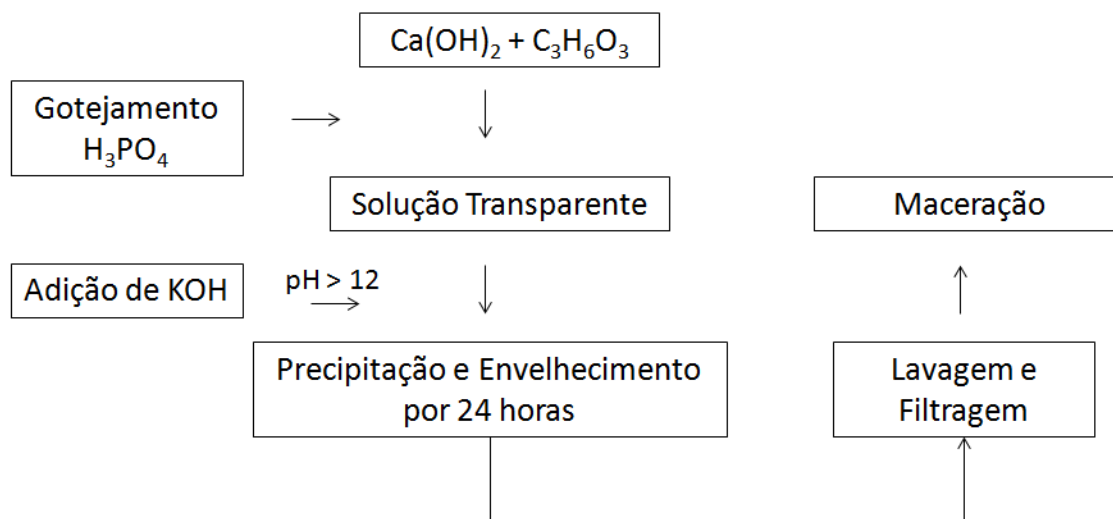 Ca(OH)₂ + C₃H₆O₃
Gotejamento
H₃PO₄
Solução Transparente
Maceração
Adição de KOH
pH > 12
Precipitação e Envelhecimento
por 24 horas
Lavagem e
Filtragem